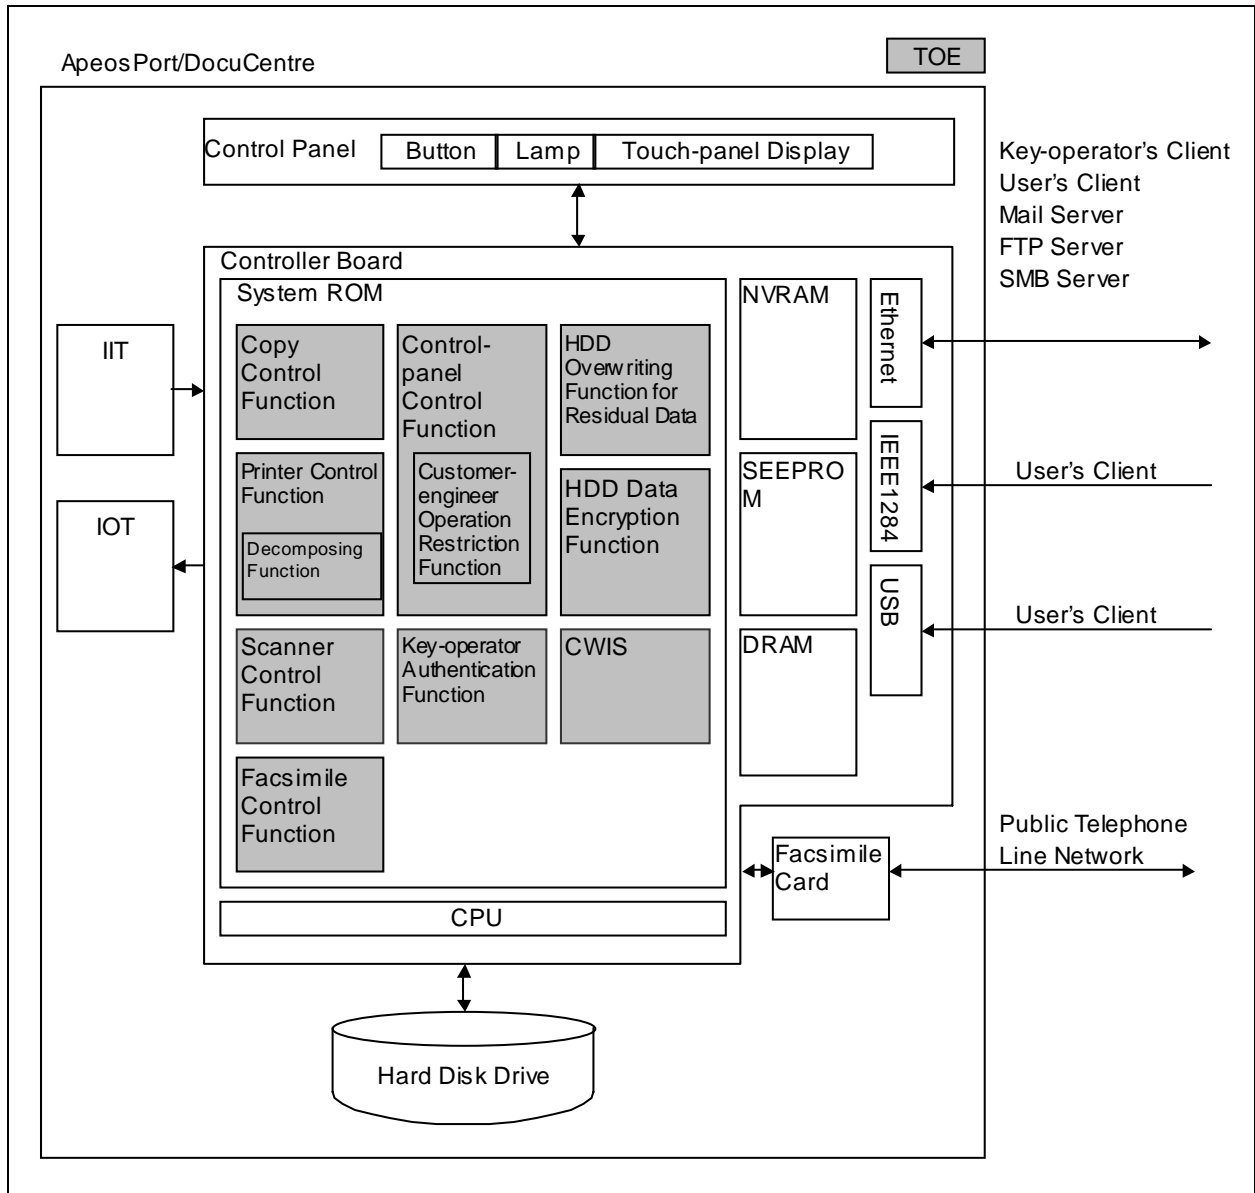 ApeosPort/DocuCentre
TOE
Control Panel
Button
Lamp
Touch-panel Display
Key-operator's Client
User's Client
Mail Server
FTP Server
SMB Server
Controller Board
System ROM
IIT
IOT
Copy
Control
Function
Control-
panel
Control
Function
Customer-
engineer
Operation
Restriction
Function
HDD
Overwriting
Function for
Residual Data
Printer Control
Function
Decomposing
Function
HDD Data
Encryption
Function
Scanner
Control
Function
Key-operator
Authentication
Function
CWIS
Facsimile
Control
Function
NVRAM
SEEPRO
M
DRAM
Ethernet
IEEE1284
USB
User's Client
User's Client
Public Telephone
Line Network
Facsimile
Card
CPU
Hard Disk Drive